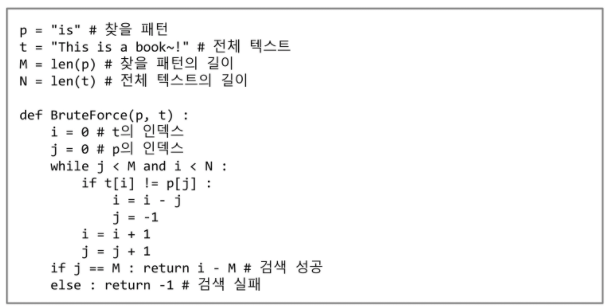 p = "is" # 찾을 패턴
t = "This is a book~!" # 전체 텍스트
M = len(p) # 찾을 패턴의 길이
N = len(t) # 전체 텍스트의 길이

def BruteForce(p, t) :
    i = 0 # t의 인덱스
    j = 0 # p의 인덱스
    while j < M and i < N :
        if t[i] != p[j] :
            i = i - j
            j = -1
        i = i + 1
        j = j + 1
    if j == M : return i - M # 검색 성공
    else : return -1 # 검색 실패